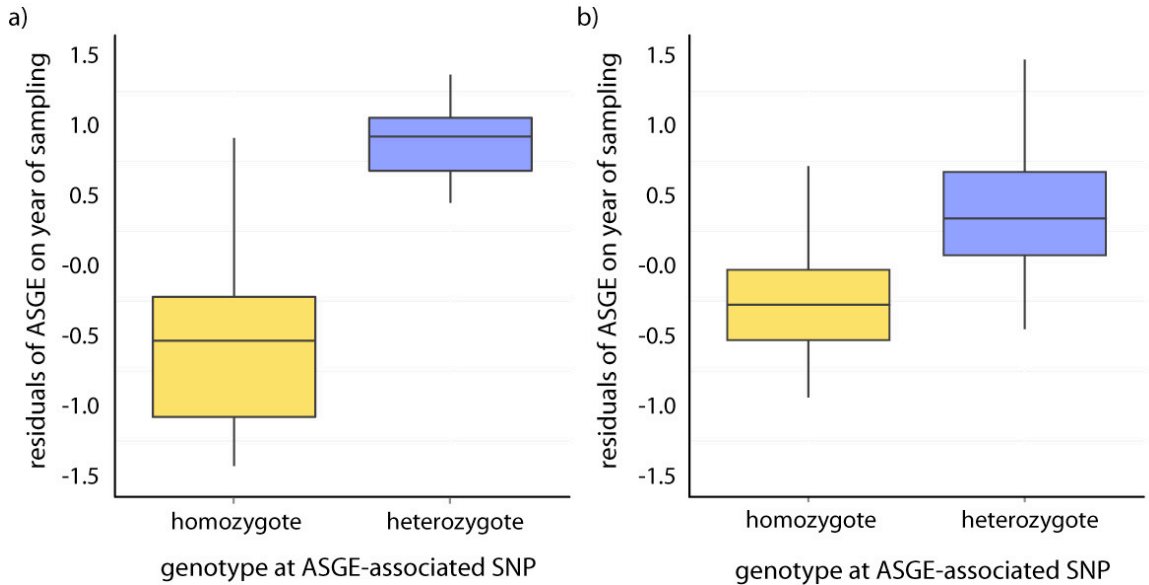 a)
residuals of ASGE on year of sampling
1.5
1.0
0.5
-0.0
-0.5
-1.0
-1.5
homozygote
heterozygote
genotype at ASGE-associated SNP
b)
residuals of ASGE on year of sampling
1.5
1.0
0.5
-0.0
-0.5
-1.0
-1.5
homozygote
heterozygote
genotype at ASGE-associated SNP